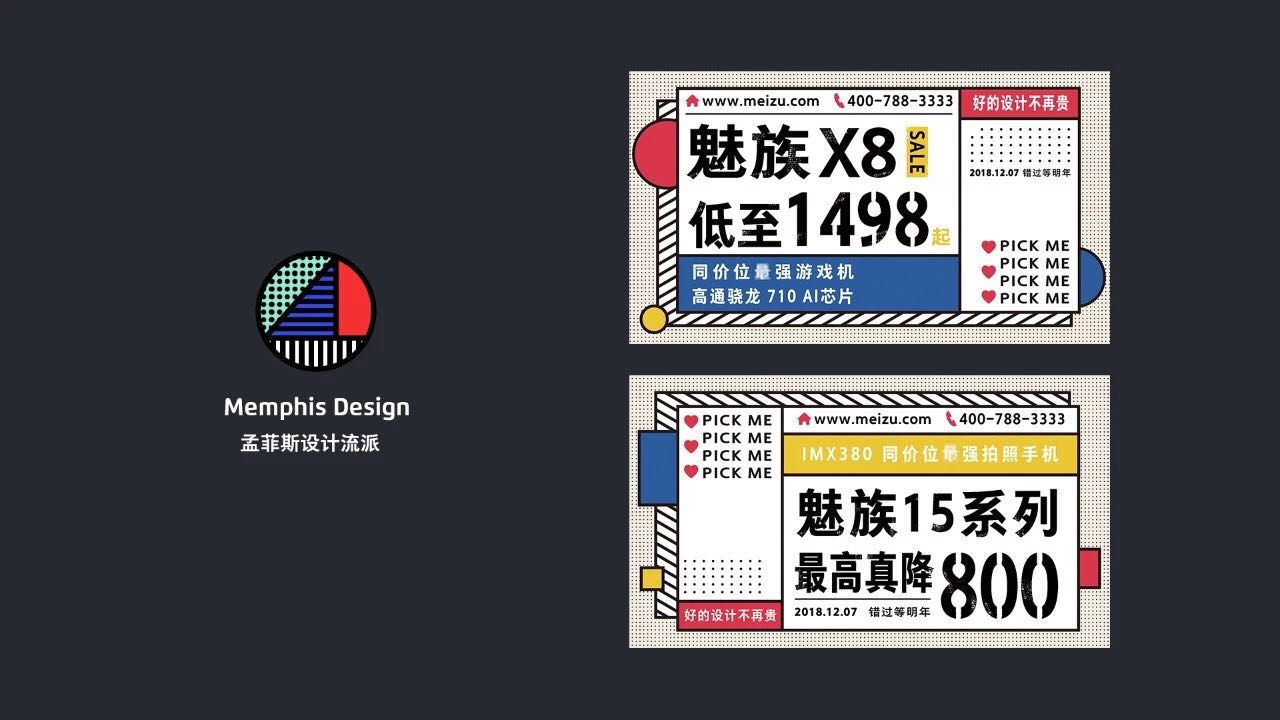 Memphis Design
孟菲斯设计流派
www.meizu.com 400-788-3333
好的设计不再贵
魅族X8 SALE
低至1498起
2018.12.07 错过等明年
同价位最强游戏机
高通骁龙 710 AI芯片
PICK ME
PICK ME
PICK ME
PICK ME
PICK ME
PICK ME
PICK ME
PICK ME
www.meizu.com 400-788-3333
IMX380 同价位最强拍照手机
魅族15系列
最高真降800
2018.12.07 错过等明年
好的设计不再贵